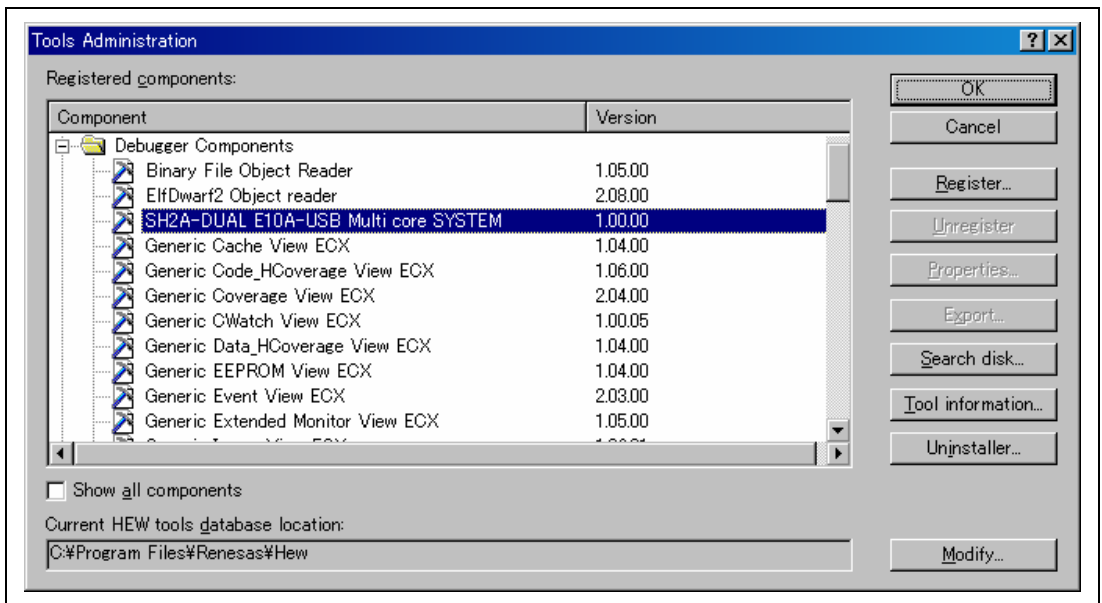 Tools Administration
Registered components:
Component Version
Debugger Components
Binary File Object Reader 1.05.00
ElfDwarf2 Object reader 2.08.00
SH2A-DUAL E10A-USB Multi core SYSTEM 1.00.00
Generic Cache View ECX 1.04.00
Generic Code_HCoverage View ECX 1.06.00
Generic Coverage View ECX 2.04.00
Generic CWatch View ECX 1.00.05
Generic Data_HCoverage View ECX 1.04.00
Generic EEPROM View ECX 1.04.00
Generic Event View ECX 2.03.00
Generic Extended Monitor View ECX 1.05.00
Show all components
Current HEW tools database location:
C:¥Program Files¥Renesas¥Hew
OK
Cancel
Register...
Unregister
Properties...
Export...
Search disk...
Tool information...
Uninstaller...
Modify...